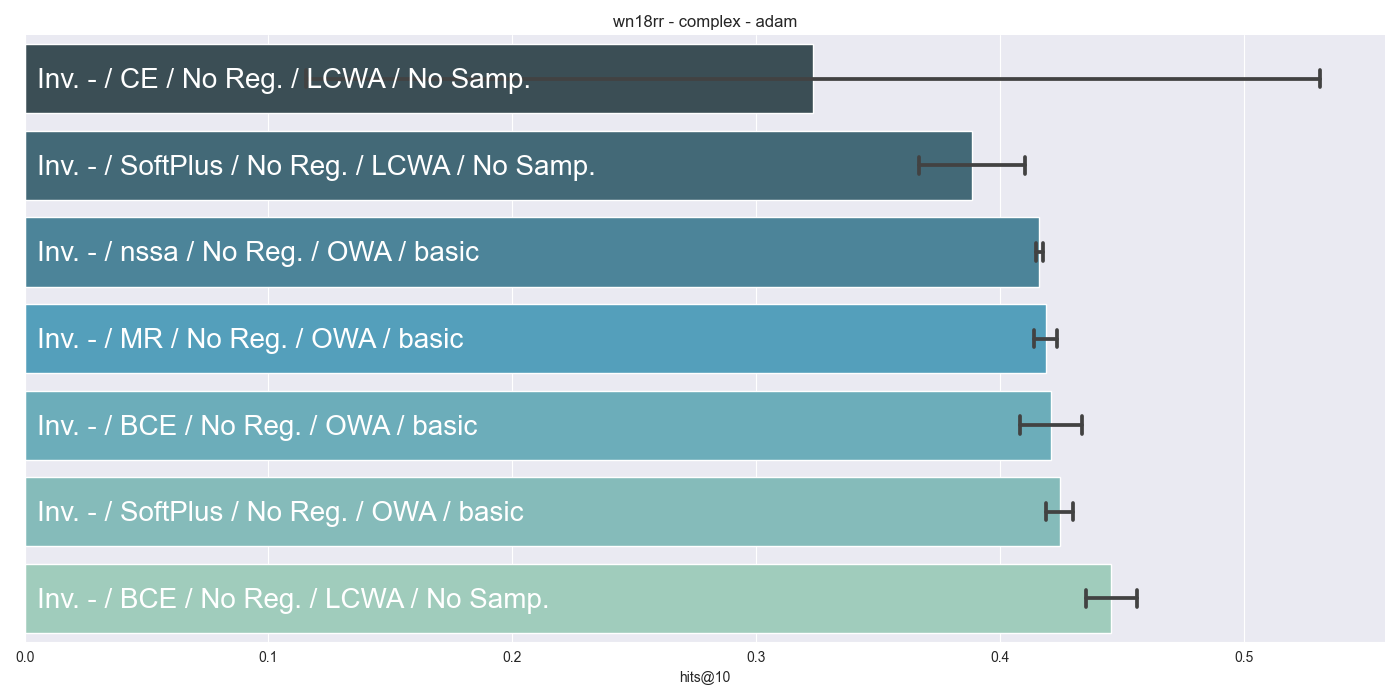 wn18rr - complex - adam
Inv. - / CE / No Reg. / LCWA / No Samp.
Inv. - / SoftPlus / No Reg. / LCWA / No Samp.
Inv. - / nssa / No Reg. / OWA / basic
Inv. - / MR / No Reg. / OWA / basic
Inv. - / BCE / No Reg. / OWA / basic
Inv. - / SoftPlus / No Reg. / OWA / basic
Inv. - / BCE / No Reg. / LCWA / No Samp.
0.0 0.1 0.2 0.3 0.4 0.5
hits@10